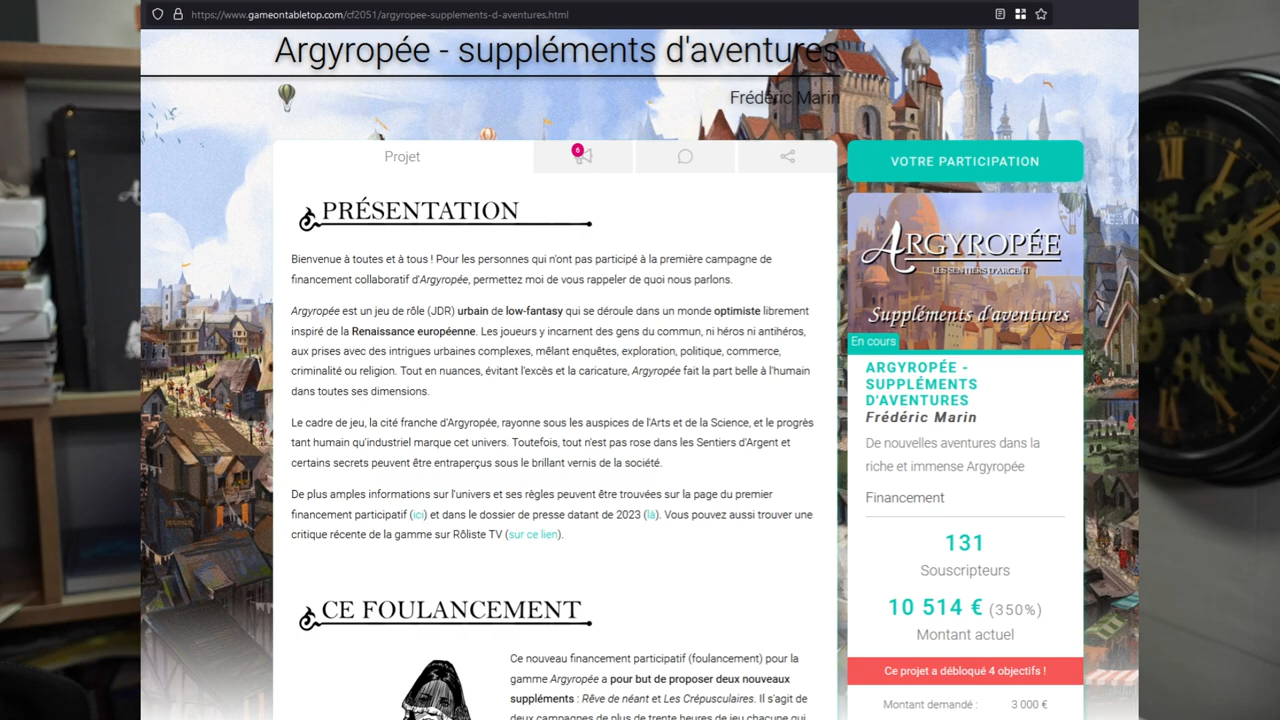 https://www.gameontabletop.com/cf2051/argyropee-supplements-d-aventures.html
Argyropée - suppléments d'aventures
Frédéric Marin
Projet
6
VOTRE PARTICIPATION
PRÉSENTATION
Bienvenue à toutes et à tous ! Pour les personnes qui n'ont pas participé à la première campagne de
financement collaboratif d'Argyropée, permettez moi de vous rappeler de quoi nous parlons.
Argyropée est un jeu de rôle (JDR) urbain de low-fantasy qui se déroule dans un monde optimiste librement
inspiré de la Renaissance européenne. Les joueurs y incarnent des gens du commun, ni héros ni antihéros,
aux prises avec des intrigues urbaines complexes, mêlant enquêtes, exploration, politique, commerce,
criminalité ou religion. Tout en nuances, évitant l'excès et la caricature, Argyropée fait la part belle à l'humain
dans toutes ses dimensions.
Le cadre de jeu, la cité franche d'Argyropée, rayonne sous les auspices de l'Arts et de la Science, et le progrès
tant humain qu'industriel marque cet univers. Toutefois, tout n'est pas rose dans les Sentiers d'Argent et
certains secrets peuvent être entraperçus sous le brillant vernis de la société.
De plus amples informations sur l'univers et ses règles peuvent être trouvées sur la page du premier
financement participatif (ici) et dans le dossier de presse datant de 2023 (là). Vous pouvez aussi trouver une
critique récente de la gamme sur Rôliste TV (sur ce lien).
CE FOULANCEMENT
Ce nouveau financement participatif (foulancement) pour la
gamme Argyropée a pour but de proposer deux nouveaux
suppléments : Rêve de néant et Les Crépusculaires. Il s'agit de
deux campagnes de plus de trente heures de jeu chacune qui
ARGYROPÉE
LES SENTIERS D'ARGENT
Suppléments d'aventures
En cours
ARGYROPÉE -
SUPPLÉMENTS
D'AVENTURES
Frédéric Marin
De nouvelles aventures dans la
riche et immense Argyropée
Financement
131
Souscripteurs
10 514 € (350%)
Montant actuel
Ce projet a débloqué 4 objectifs !
Montant demandé : 3 000 €